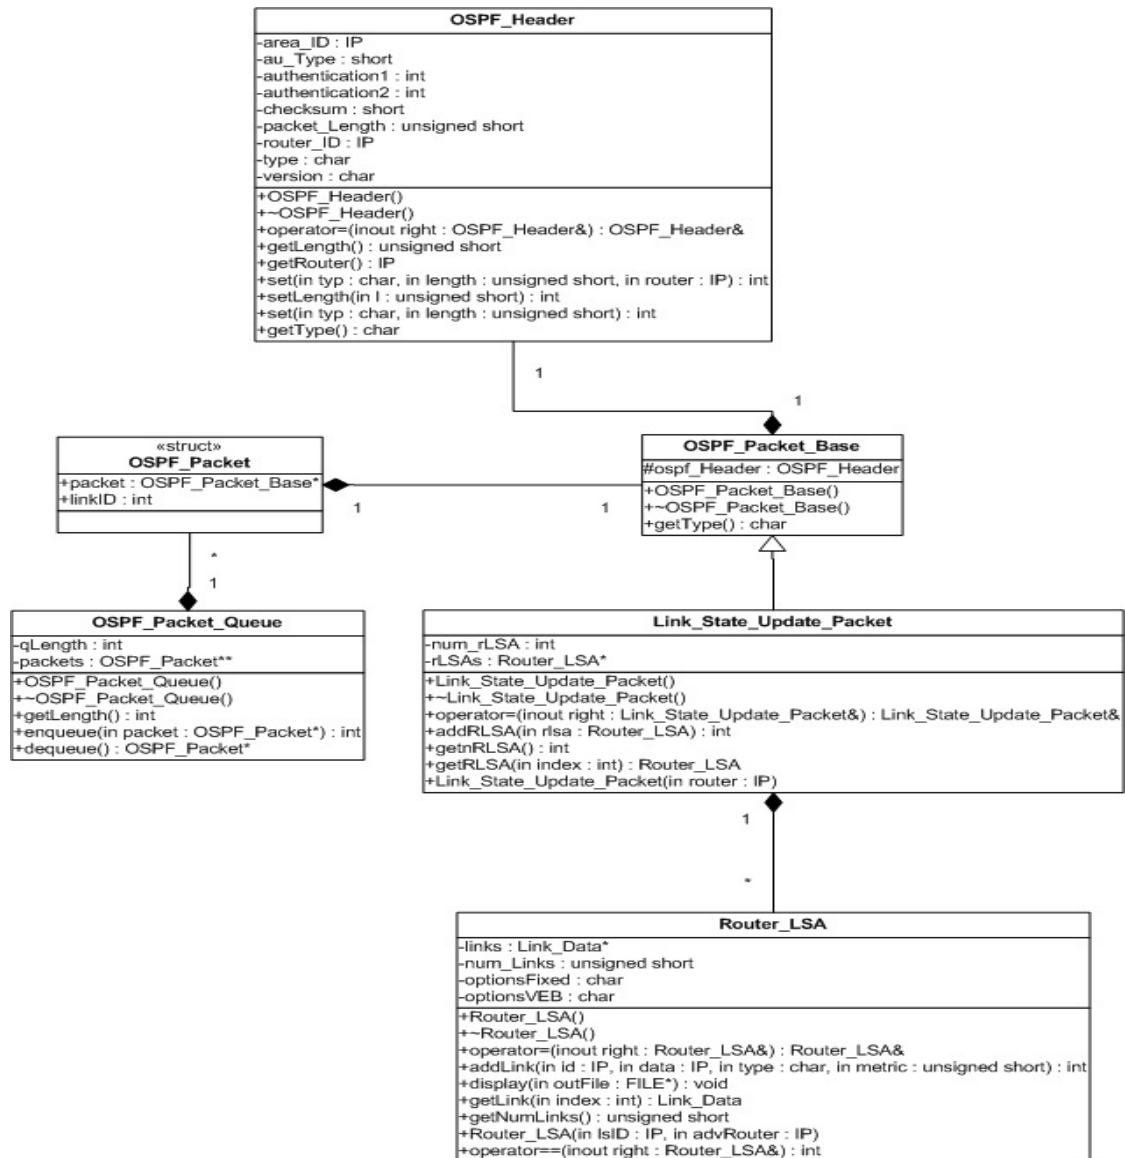 OSPF_Header
-area_ID : IP
-au_Type : short
-authentication1 : int
-authentication2 : int
-checksum : short
-packet_Length : unsigned short
-router_ID : IP
-type : char
-version : char
+OSPF_Header()
+~OSPF_Header()
+operator=(inout right : OSPF_Header&) : OSPF_Header&
+getLength() : unsigned short
+getRouter() : IP
+set(in typ : char, in length : unsigned short, in router : IP) : int
+setLength(in l : unsigned short) : int
+set(in typ : char, in length : unsigned short) : int
+getType() : char
1
1
«struct»
OSPF_Packet
+packet : OSPF_Packet_Base*
+linkID : int
1
1
OSPF_Packet_Base
#ospf_Header : OSPF_Header
+OSPF_Packet_Base()
+~OSPF_Packet_Base()
+getType() : char
*
1
OSPF_Packet_Queue
-qLength : int
-packets : OSPF_Packet**
+OSPF_Packet_Queue()
+~OSPF_Packet_Queue()
+getLength() : int
+enqueue(in packet : OSPF_Packet*) : int
+dequeue() : OSPF_Packet*
Link_State_Update_Packet
-num_rLSA : int
-rLSAs : Router_LSA*
+Link_State_Update_Packet()
+~Link_State_Update_Packet()
+operator=(inout right : Link_State_Update_Packet&) : Link_State_Update_Packet&
+addRLSA(in rlsa : Router_LSA) : int
+getnRLSA() : int
+getRLSA(in index : int) : Router_LSA
+Link_State_Update_Packet(in router : IP)
1
*
Router_LSA
-links : Link_Data*
-num_Links : unsigned short
-optionsFixed : char
-optionsVEB : char
+Router_LSA()
+~Router_LSA()
+operator=(inout right : Router_LSA&) : Router_LSA&
+addLink(in id : IP, in data : IP, in type : char, in metric : unsigned short) : int
+display(in outFile : FILE*) : void
+getLink(in index : int) : Link_Data
+getNumLinks() : unsigned short
+Router_LSA(in lsID : IP, in advRouter : IP)
+operator==(inout right : Router_LSA&) : int